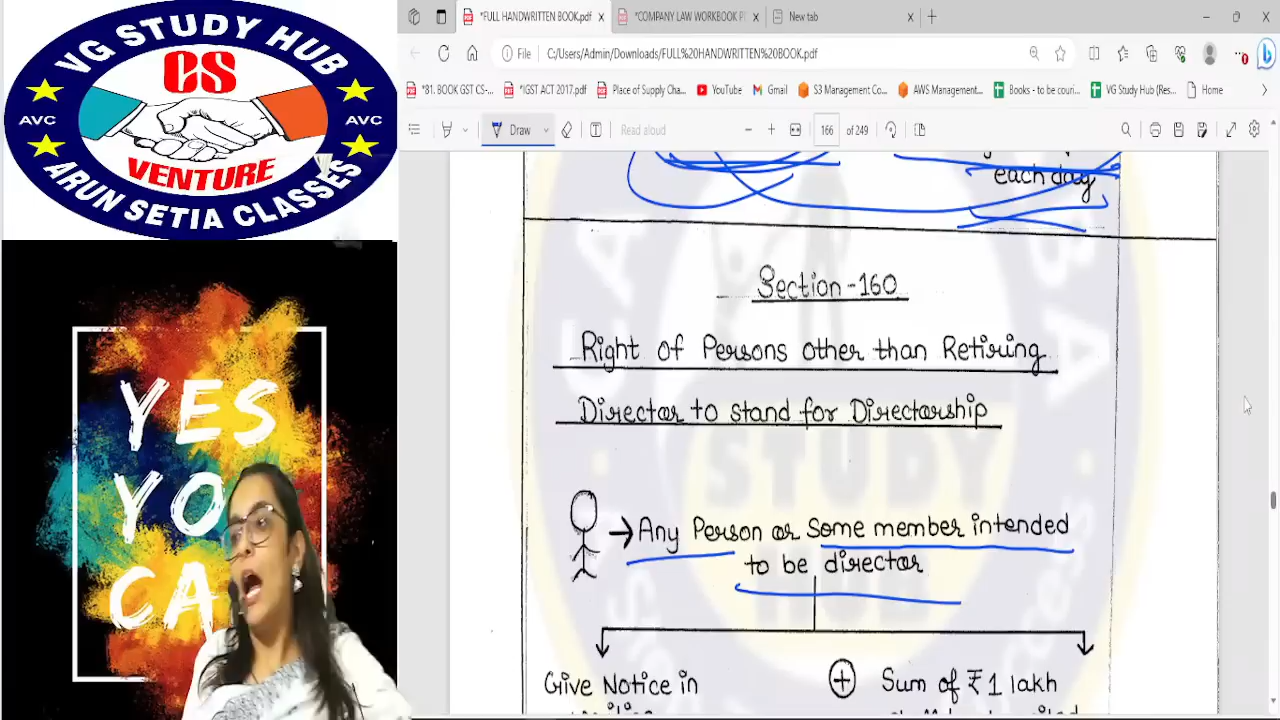 VG STUDY HUB
CS
AVC
AVC
VENTURE
ARUN SETIA CLASSES
YES
YO
CA
*FULL HANDWRITTEN BOOK.pdf
*COMPANY LAW WORKBOOK PT
New tab
File
C:/Users/Admin/Downloads/FULL%20HANDWRITTEN%20BOOK.pdf
*81. BOOK GST CS-...
*IGST ACT 2017.pdf
Place of Supply Cha...
YouTube
Gmail
S3 Management Co...
AWS Management...
Books - to be couri...
VG Study Hub (Res...
Home
Draw
Read aloud
166
of 249
each day
Section-160
Right of Persons other than Retiring
Director to stand for Directorship
Any Person or some member intended
to be director
Give Notice in
Sum of ₹1 lakh